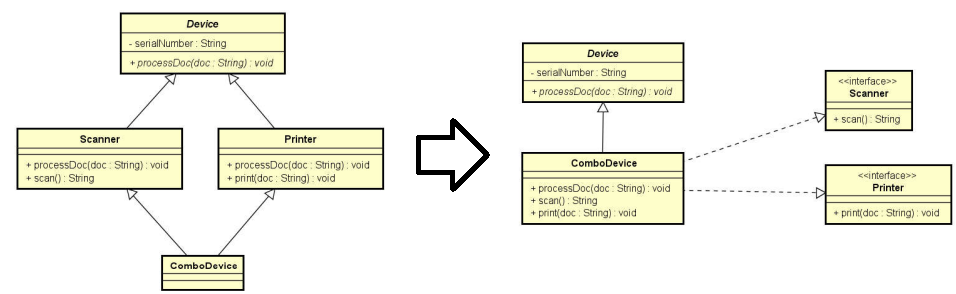 Device
- serialNumber : String
+ processDoc(doc : String) : void
Scanner
+ processDoc(doc : String) : void
+ scan() : String
Printer
+ processDoc(doc : String) : void
+ print(doc : String) : void
ComboDevice
Device
- serialNumber : String
+ processDoc(doc : String) : void
ComboDevice
+ processDoc(doc : String) : void
+ scan() : String
+ print(doc : String) : void
<<interface>>
Scanner
+ scan() : String
<<interface>>
Printer
+ print(doc : String) : void